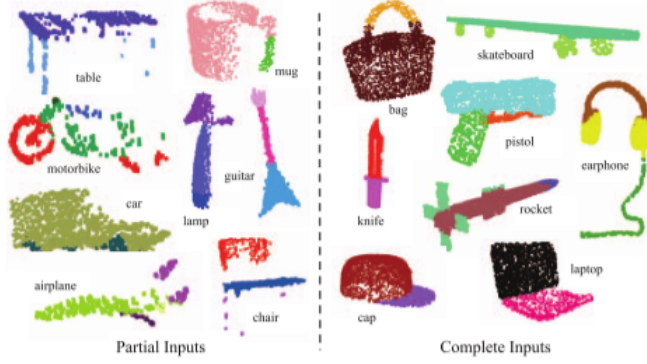 table
mug
motorbike
lamp
guitar
car
airplane
chair
Partial Inputs
bag
skateboard
pistol
earphone
knife
rocket
cap
laptop
Complete Inputs